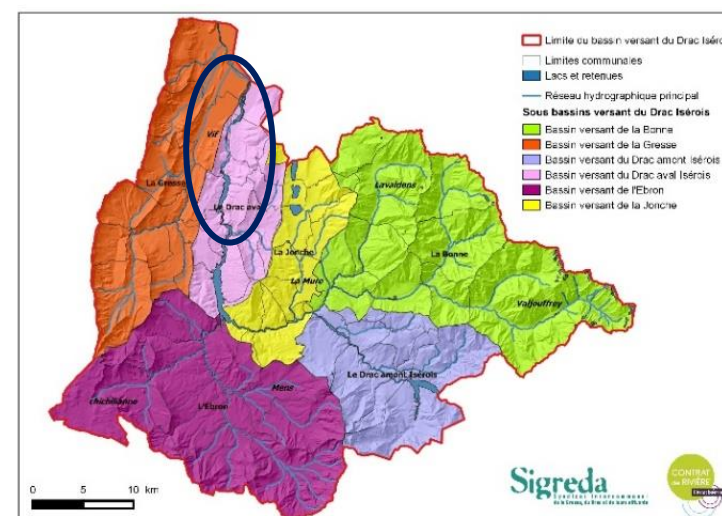 Limite du bassin versant du Drac Isérois
Limites communales
Lacs et retenues
Réseau hydrographique principal
Sous bassins versant du Drac Isérois
Bassin versant de la Bonne
Bassin versant de la Gresse
Bassin versant du Drac amont Isérois
Bassin versant du Drac aval Isérois
Bassin versant de l'Ebron
Bassin versant de la Jonche
Vif
La Gresse
Le Drac aval
Lavaldens
La Jonche
La Bonne
La Mure
Valjouffrey
Le Drac amont Isérois
Mens
chichilianne
L'Ebron
0 5 10 km
Sigreda
CONTRAT
DE RIVIÈRE